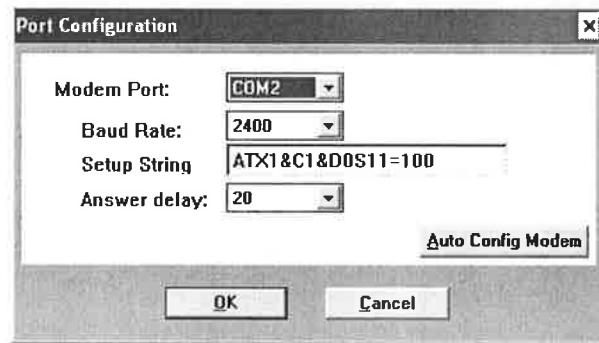 Port Configuration
Modem Port: COM2
Baud Rate: 2400
Setup String ATX1&C1&D0S11=100
Answer delay: 20
Auto Config Modem
OK Cancel